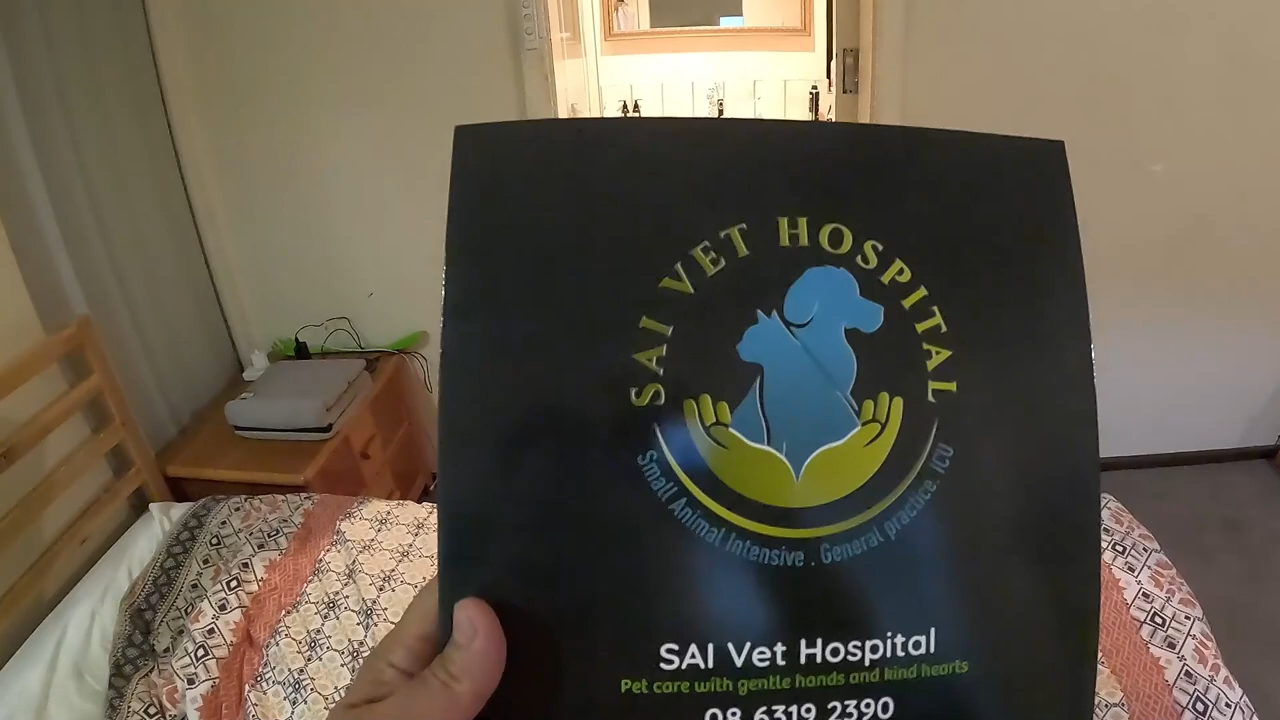 SAI VET HOSPITAL
Small Animal Intensive . General practice. ICU
SAI Vet Hospital
Pet care with gentle hands and kind hearts
08 6319 2390